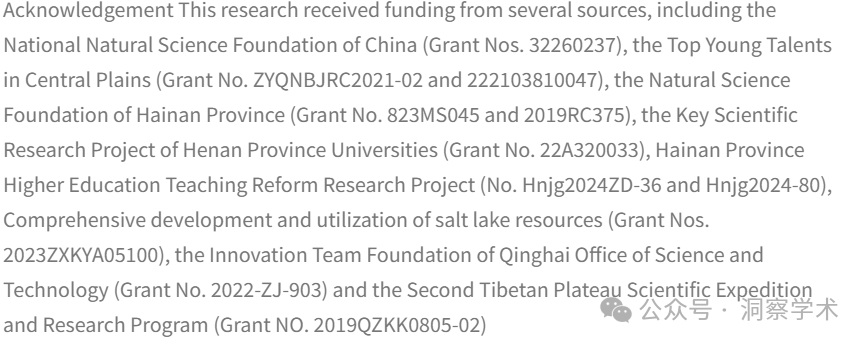 Acknowledgement This research received funding from several sources, including the
National Natural Science Foundation of China (Grant Nos. 32260237), the Top Young Talents
in Central Plains (Grant No. ZYQNBJRC2021-02 and 222103810047), the Natural Science
Foundation of Hainan Province (Grant No. 823MS045 and 2019RC375), the Key Scientific
Research Project of Henan Province Universities (Grant No. 22A320033), Hainan Province
Higher Education Teaching Reform Research Project (No. Hnjg2024ZD-36 and Hnjg2024-80),
Comprehensive development and utilization of salt lake resources (Grant Nos.
2023ZXKYA05100), the Innovation Team Foundation of Qinghai Office of Science and
Technology (Grant No. 2022-ZJ-903) and the Second Tibetan Plateau Scientific Expedition
and Research Program (Grant NO. 2019QZKK0805-02)
公众号 · 洞察学术